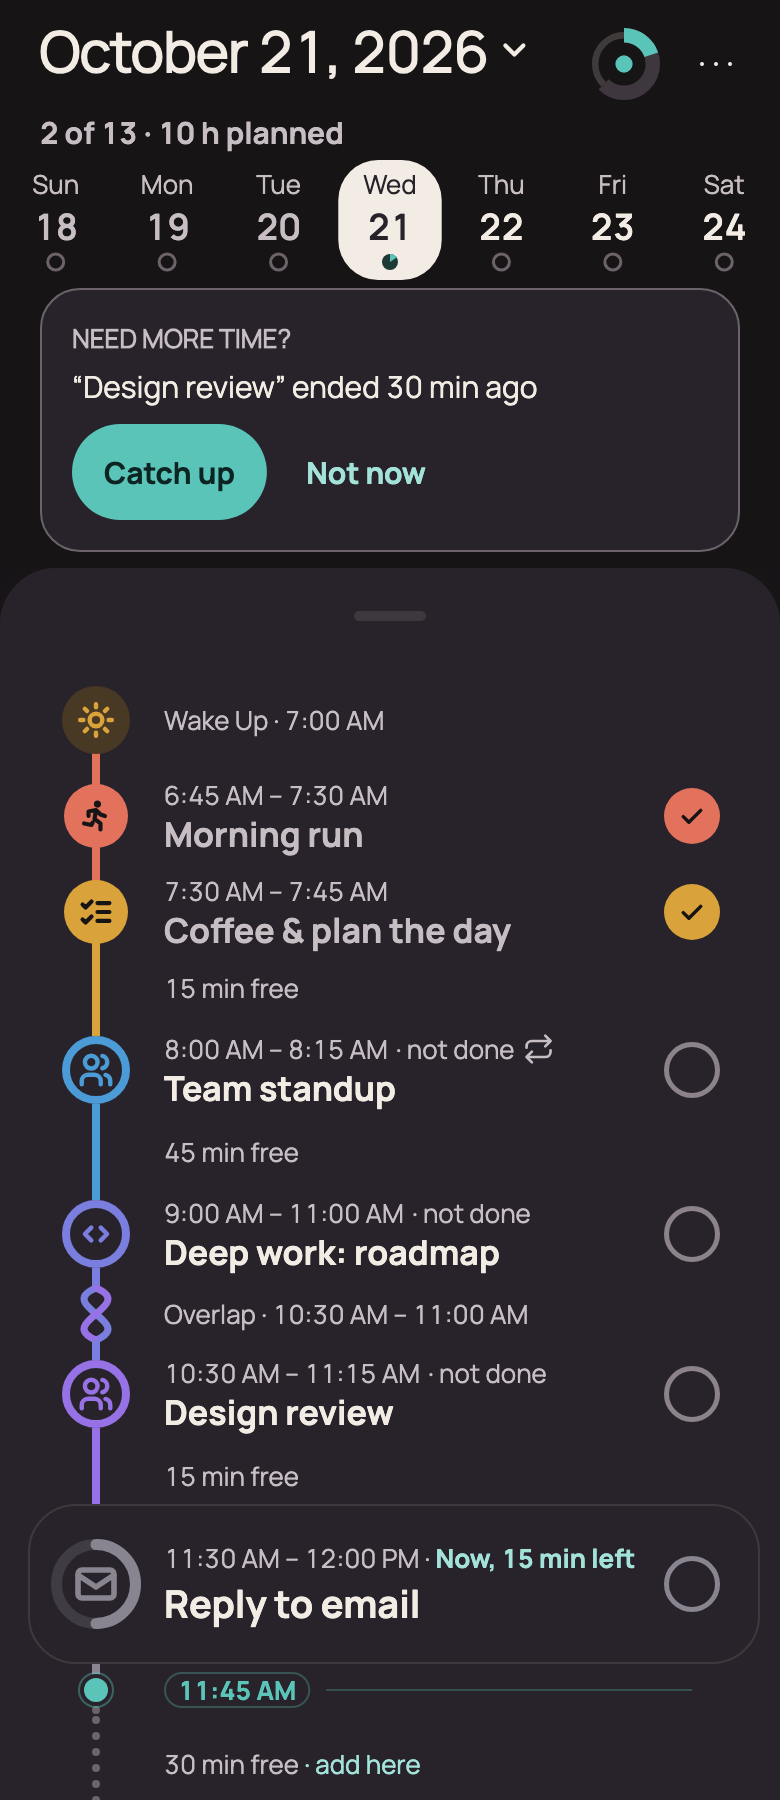 October 21, 2026
...
2 of 13 · 10 h planned
Sun Mon Tue Wed Thu Fri Sat
18 19 20 21 22 23 24
NEED MORE TIME?
“Design review” ended 30 min ago
Catch up Not now
Wake Up · 7:00 AM
6:45 AM – 7:30 AM
Morning run
7:30 AM – 7:45 AM
Coffee & plan the day
15 min free
8:00 AM – 8:15 AM · not done
Team standup
45 min free
9:00 AM – 11:00 AM · not done
Deep work: roadmap
Overlap · 10:30 AM – 11:00 AM
10:30 AM – 11:15 AM · not done
Design review
15 min free
11:30 AM – 12:00 PM · Now, 15 min left
Reply to email
11:45 AM
30 min free · add here